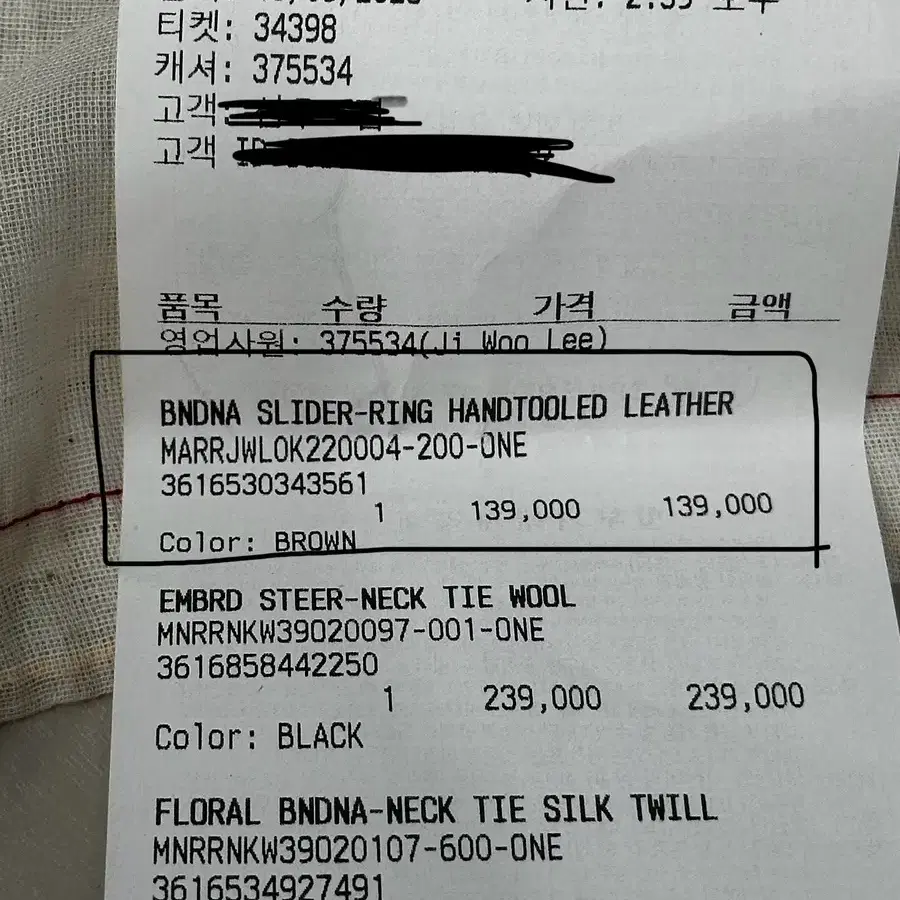 티켓: 34398
캐셔: 375534
고객
고객
품목 수량 가격 금액
영업사원: 375534(Ji Woo Lee)
BNDNA SLIDER-RING HANDTOOLED LEATHER
MARRJWLOK220004-200-ONE
3616530343561
1 139,000 139,000
Color: BROWN
EMBRD STEER-NECK TIE WOOL
MNRRNKW39020097-001-ONE
3616858442250
1 239,000 239,000
Color: BLACK
FLORAL BNDNA-NECK TIE SILK TWILL
MNRRNKW39020107-600-ONE
3616534927491